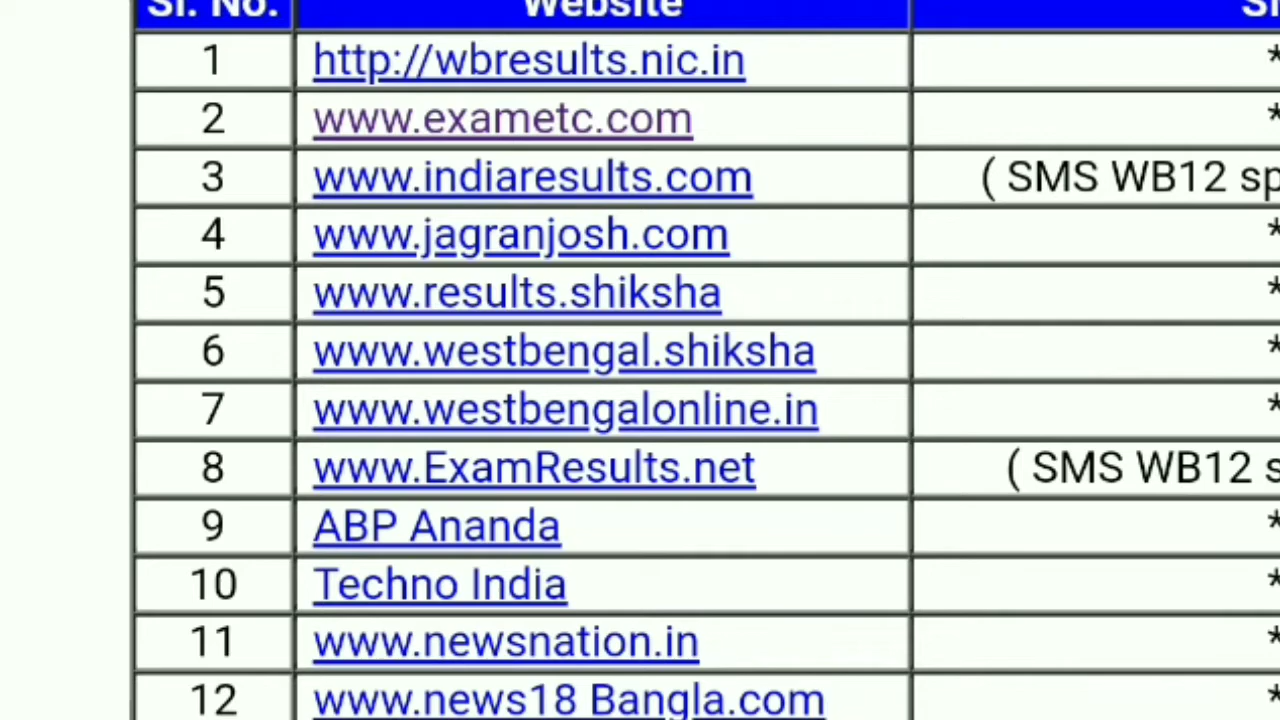 Sl. No. Website
1 http://wbresults.nic.in *
2 www.exametc.com *
3 www.indiaresults.com ( SMS WB12
4 www.jagranjosh.com *
5 www.results.shiksha *
6 www.westbengal.shiksha *
7 www.westbengalonline.in *
8 www.ExamResults.net ( SMS WB12
9 ABP Ananda *
10 Techno India *
11 www.newsnation.in *
12 www.news18 Bangla.com *